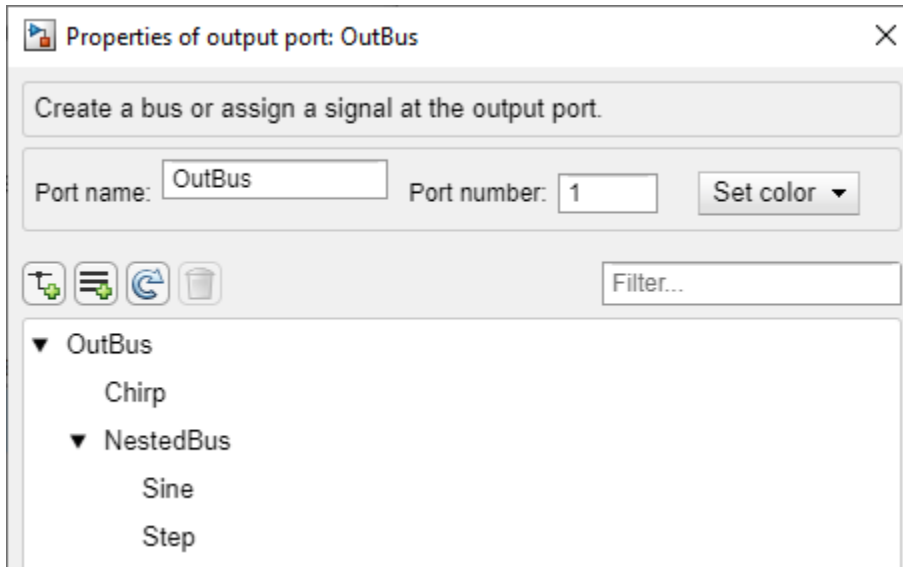 Properties of output port: OutBus
Create a bus or assign a signal at the output port.
Port name: OutBus Port number: 1 Set color
Filter...
OutBus
Chirp
NestedBus
Sine
Step